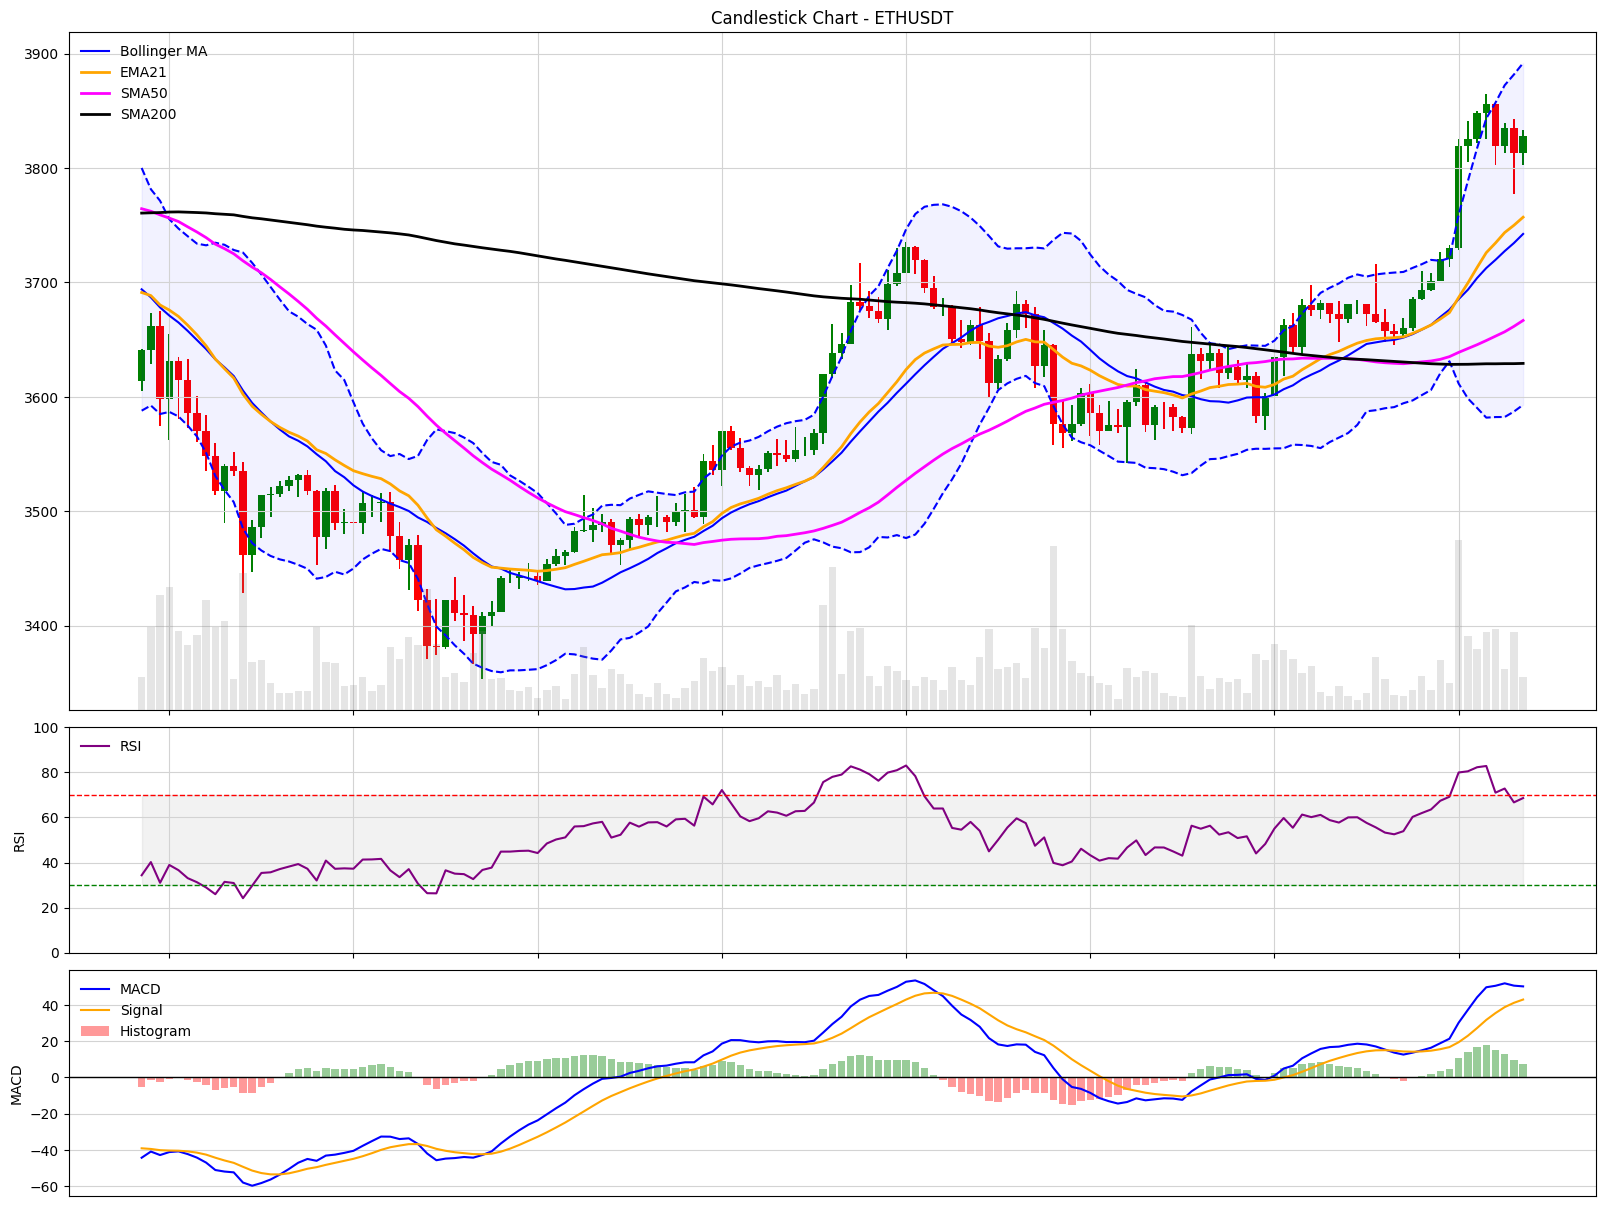 Candlestick Chart - ETHUSDT
Bollinger MA
EMA21
SMA50
SMA200
3900
3800
3700
3600
3500
3400
RSI
100
80
60
40
20
0
RSI
MACD
Signal
Histogram
40
20
0
−20
−40
−60
MACD